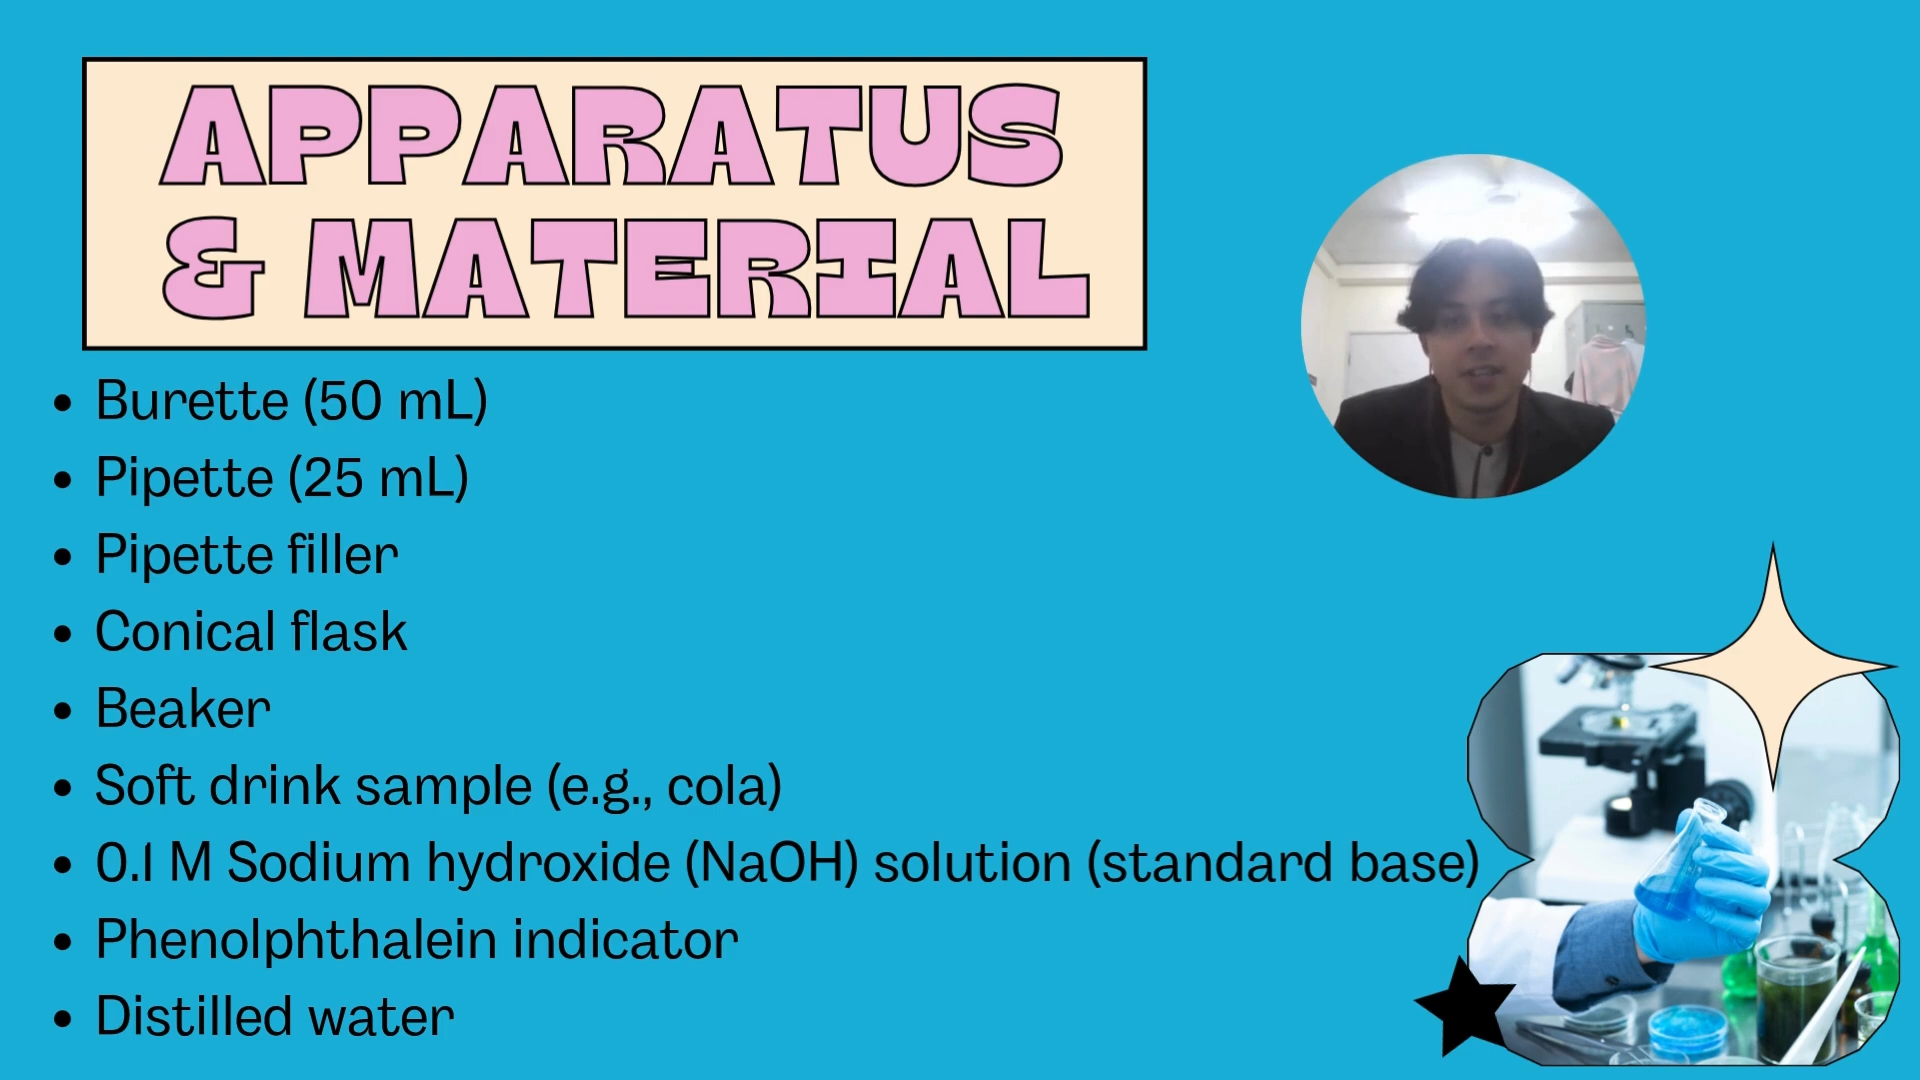 APPARATUS
& MATERIAL
• Burette (50 mL)
• Pipette (25 mL)
• Pipette filler
• Conical flask
• Beaker
• Soft drink sample (e.g., cola)
• 0.1 M Sodium hydroxide (NaOH) solution (standard base)
• Phenolphthalein indicator
• Distilled water